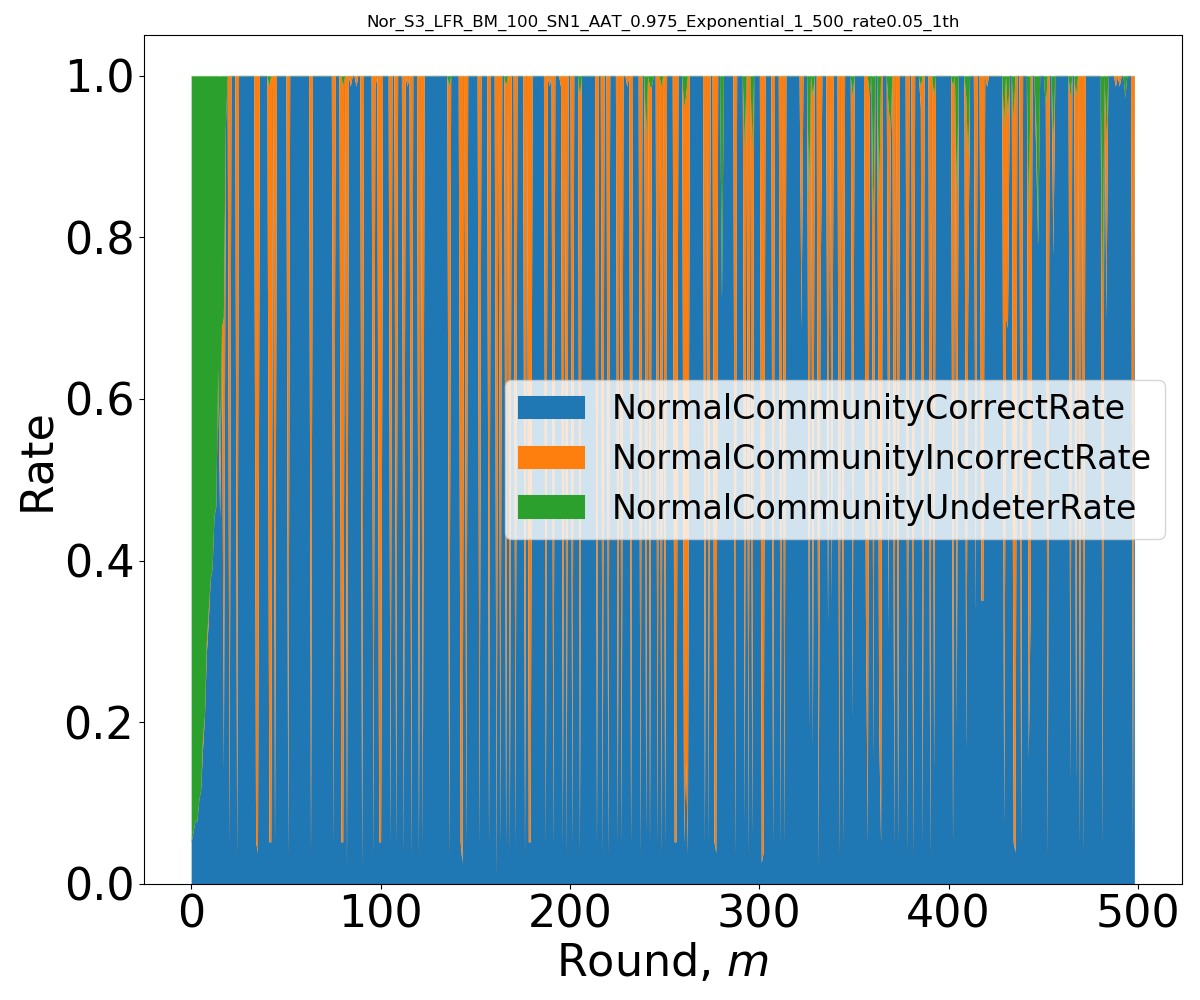 Nor_S3_LFR_BM_100_SN1_AAT_0.975_Exponential_1_500_rate0.05_1th
1.0
0.8
0.6
0.4
0.2
0.0
Rate
NormalCommunityCorrectRate
NormalCommunityIncorrectRate
NormalCommunityUndeterRate
0 100 200 300 400 500
Round, m